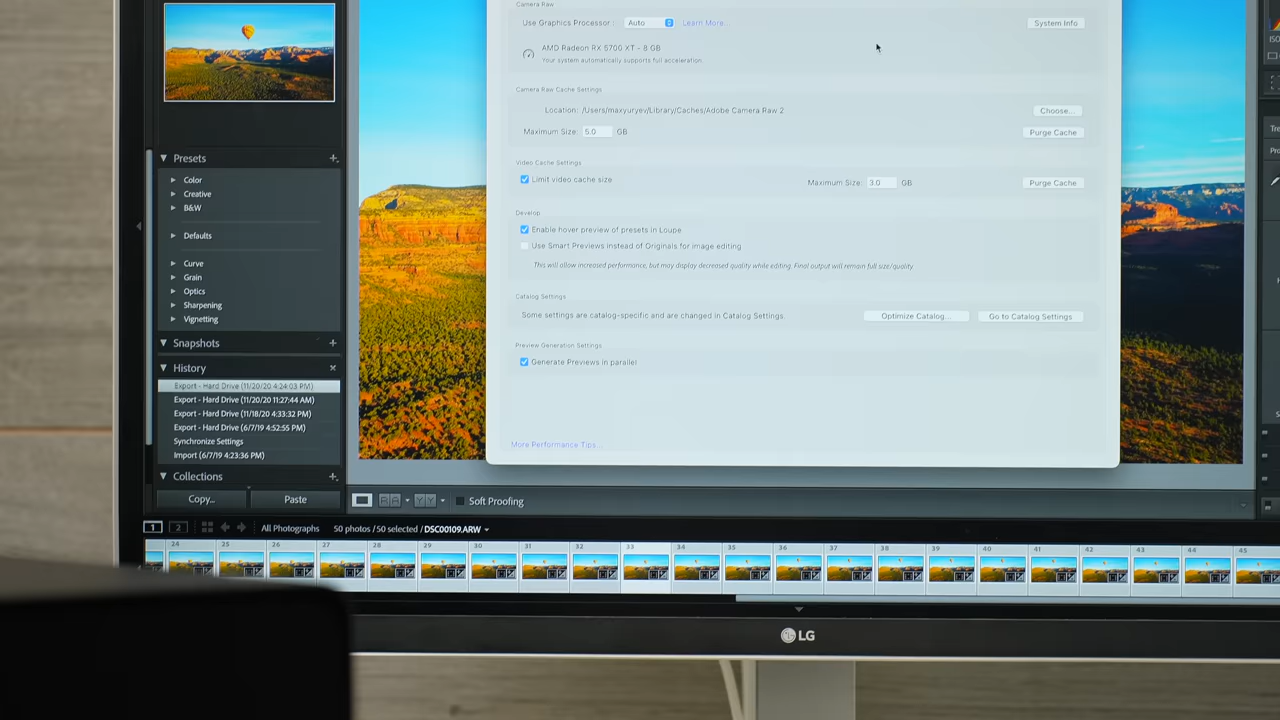 Camera Raw
Use Graphics Processor: Auto Learn More... System Info
AMD Radeon RX 5700 XT - 8 GB
Your system automatically supports full acceleration.
Camera Raw Cache Settings
Location: /Users/maxyuryev/Library/Caches/Adobe Camera Raw 2 Choose...
Maximum Size: 5.0 GB Purge Cache
Video Cache Settings
Limit video cache size Maximum Size: 3.0 GB Purge Cache
Develop
Enable hover preview of presets in Loupe
Use Smart Previews instead of Originals for image editing
This will allow increased performance, but may display decreased quality while editing. Final output will remain full size/quality
Catalog Settings
Some settings are catalog-specific and are changed in Catalog Settings. Optimize Catalog... Go to Catalog Settings
Preview Generation Settings
Generate Previews in parallel
More Performance Tips...
Presets
Color
Creative
B&W
Defaults
Curve
Grain
Optics
Sharpening
Vignetting
Snapshots
History
Export - Hard Drive (11/20/20 4:24:03 PM)
Export - Hard Drive (11/20/20 11:27:44 AM)
Export - Hard Drive (11/18/20 4:33:32 PM)
Export - Hard Drive (6/7/19 4:52:55 PM)
Synchronize Settings
Import (6/7/19 4:23:36 PM)
Collections
Copy... Paste
Soft Proofing
1 2 All Photographs 50 photos / 50 selected / DSC00109.ARW
24 25 26 27 28 29 30 31 32 33 34 35 36 37 38 39 40 41 42 43 44 45
LG